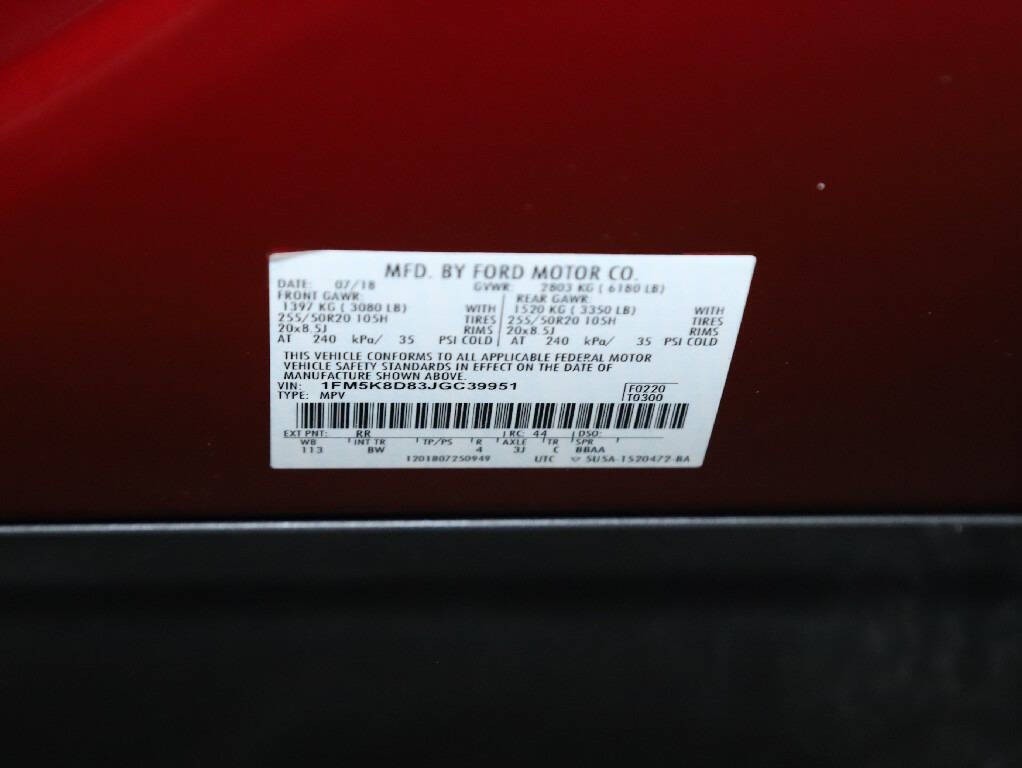 MFD. BY FORD MOTOR CO.
DATE: 07/18 GVWR: 2803 KG ( 6180 LB)
FRONT GAWR: REAR GAWR:
1397 KG ( 3080 LB) WITH 1520 KG ( 3350 LB) WITH
255/50R20 105H TIRES 255/50R20 105H TIRES
20x8.5J RIMS 20x8.5J RIMS
AT 240 kPa/ 35 PSI COLD AT 240 kPa/ 35 PSI COLD
THIS VEHICLE CONFORMS TO ALL APPLICABLE FEDERAL MOTOR
VEHICLE SAFETY STANDARDS IN EFFECT ON THE DATE OF
MANUFACTURE SHOWN ABOVE.
VIN: 1FM5K8D83JGC39951 F0220
TYPE: MPV T0300
EXT PNT: RR RC: 44 DSO:
WB INT TR TP/PS R AXLE TR SPR
113 BW 4 3J C BBAA
1201807250949 UTC 5U5A-1520472-BA